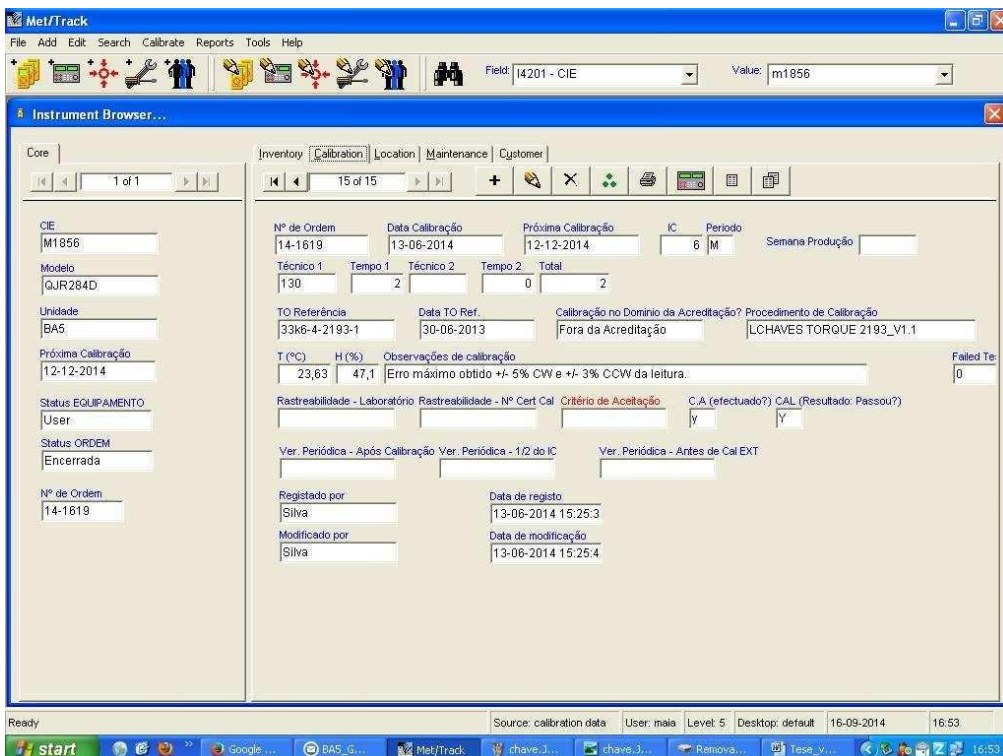 Met/Track
File Add Edit Search Calibrate Reports Tools Help
Field: I4201 - CIE Value: m1856
Instrument Browser...
Core
Inventory Calibration Location Maintenance Customer
1 of 1
15 of 15
CIE
M1856
Modelo
QJR284D
Unidade
BA5
Próxima Calibração
12-12-2014
Status EQUIPAMENTO
User
Status ORDEM
Encerrada
Nº de Ordem
14-1619
Nº de Ordem Data Calibração Próxima Calibração IC Periodo
14-1619 13-06-2014 12-12-2014 6 M Semana Produção
Técnico 1 Tempo 1 Técnico 2 Tempo 2 Total
130 2 0 2
TO Referência Data TO Ref. Calibração no Dominio da Acreditação? Procedimento de Calibração
33k6-4-2193-1 30-06-2013 Fora da Acreditação LCHAVES TORQUE 2193_V1.1
T (ºC) H (%) Observações de calibração Failed Te
23,63 47,1 Erro máximo obtido +/- 5% CW e +/- 3% CCW da leitura. 0
Rastreabilidade - Laboratório Rastreabilidade - Nº Cert Cal Critério de Aceitação C.A (efectuado?) CAL (Resultado: Passou?)
y Y
Ver. Periódica - Após Calibração Ver. Periódica - 1/2 do IC Ver. Periódica - Antes de Cal EXT
Registado por Data de registo
Silva 13-06-2014 15:25:3
Modificado por Data de modificação
Silva 13-06-2014 15:25:4
Ready Source: calibration data User: maia Level: 5 Desktop: default 16-09-2014 16:53
start Google ... BA5_G... Met/Track chave.J... chave.J... Remova... Tese_v... 16:53